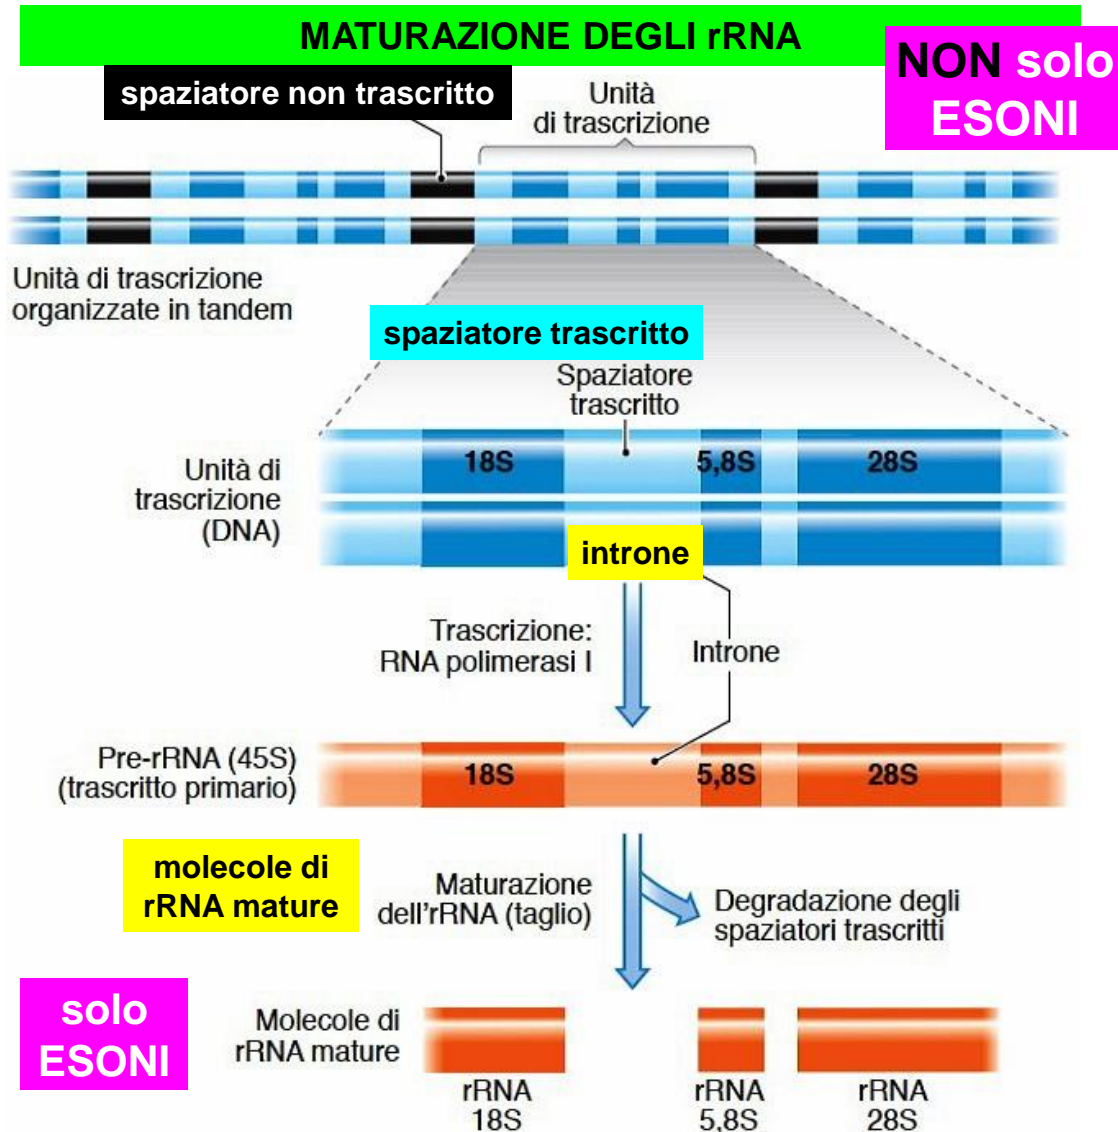 MATURAZIONE DEGLI rRNA
NON solo
ESONI
spaziatore non trascritto
Unità
di trascrizione
Unità di trascrizione
organizzate in tandem
spaziatore trascritto
Spaziatore
trascritto
Unità di
trascrizione
(DNA)
18S
5,8S
28S
introne
Trascrizione:
RNA polimerasi I
Introne
Pre-rRNA (45S)
(trascritto primario)
18S
5,8S
28S
molecole di
rRNA mature
Maturazione
dell'rRNA (taglio)
Degradazione degli
spaziatori trascritti
solo
ESONI
Molecole di
rRNA mature
rRNA
18S
rRNA
5,8S
rRNA
28S